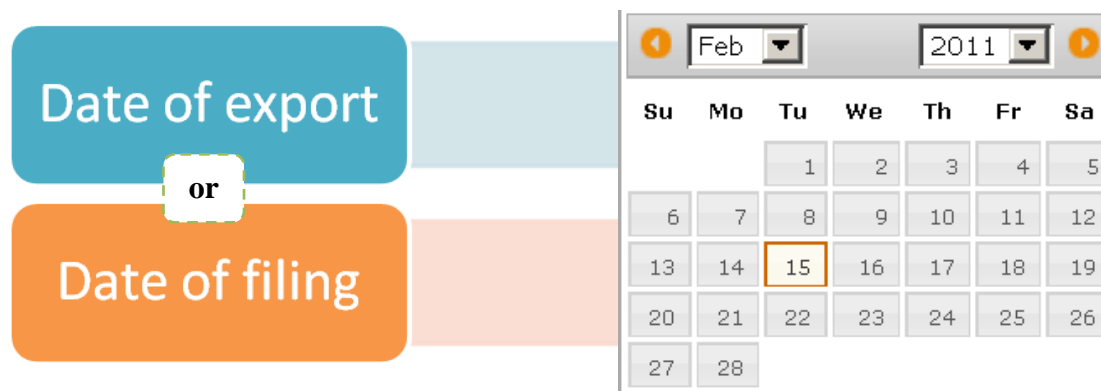 Date of export
or
Date of filing
Feb 2011
Su Mo Tu We Th Fr Sa
1 2 3 4 5
6 7 8 9 10 11 12
13 14 15 16 17 18 19
20 21 22 23 24 25 26
27 28